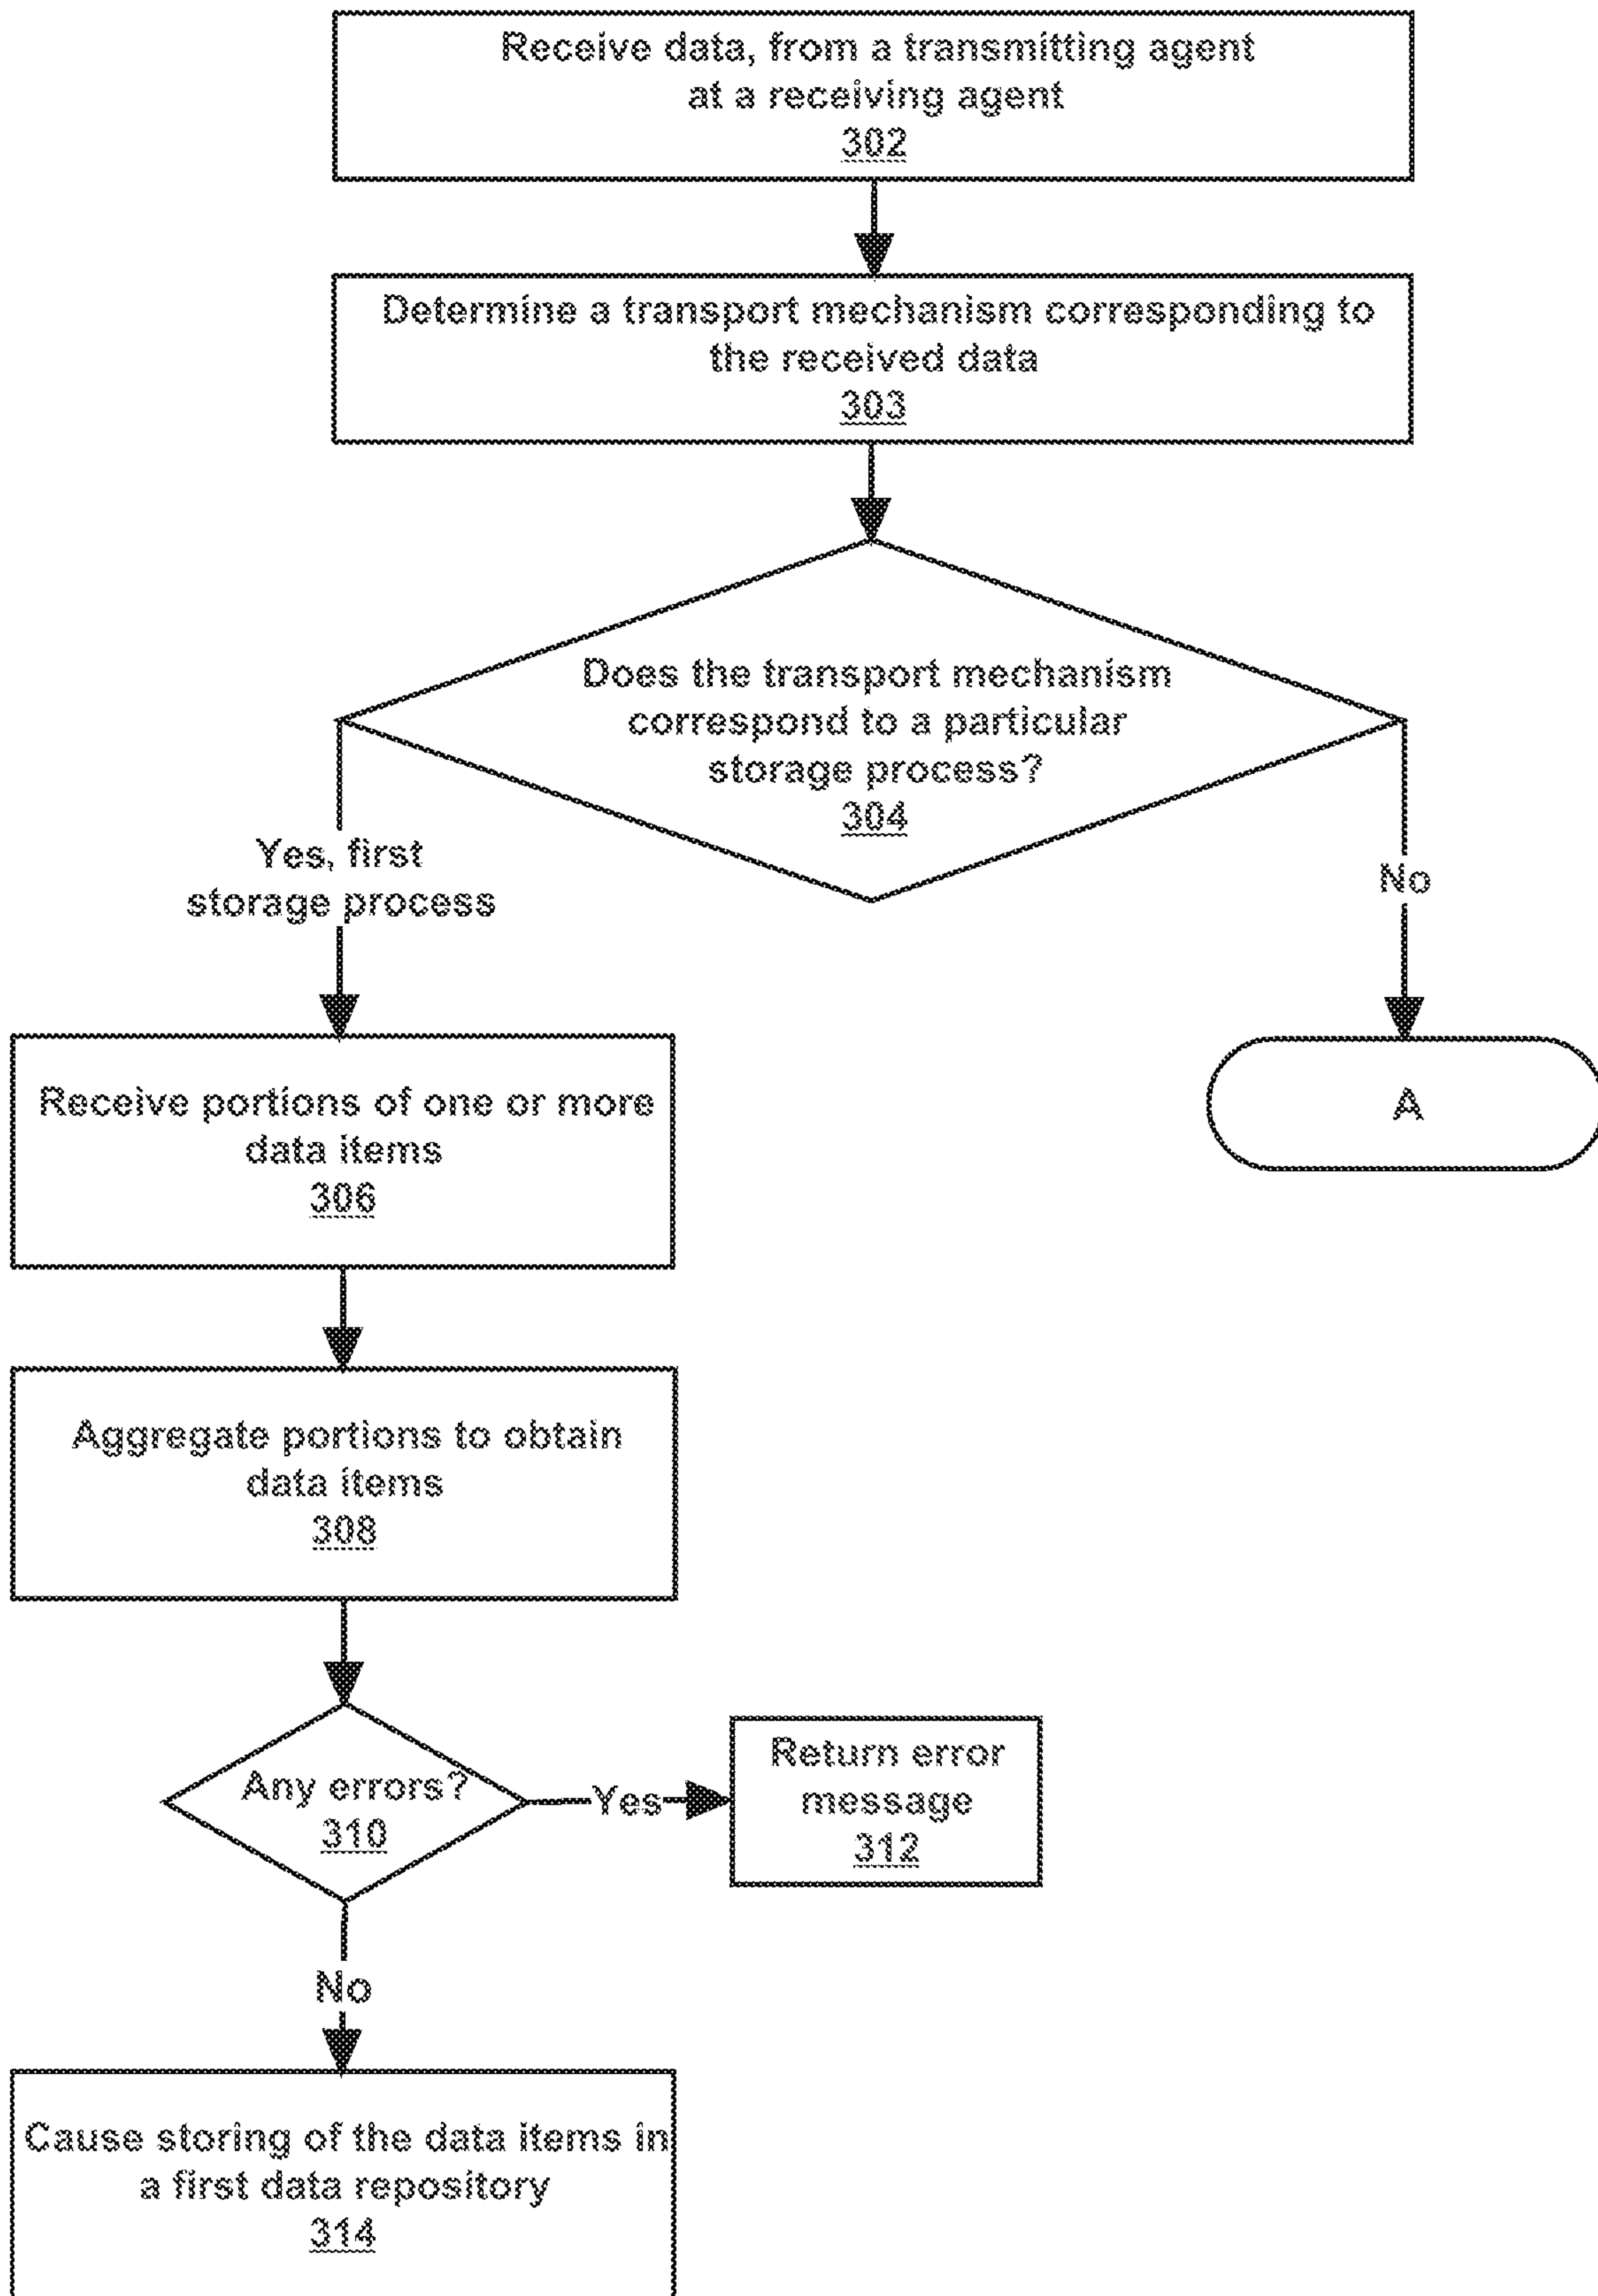 Receive data, from a transmitting agent
at a receiving agent
302
Determine a transport mechanism corresponding to
the received data
303
Does the transport mechanism
correspond to a particular
storage process?
304
Yes, first
storage process
No
Receive portions of one or more
data items
306
A
Aggregate portions to obtain
data items
308
Any errors?
310
Yes
Return error
message
312
No
Cause storing of the data items in
a first data repository
314